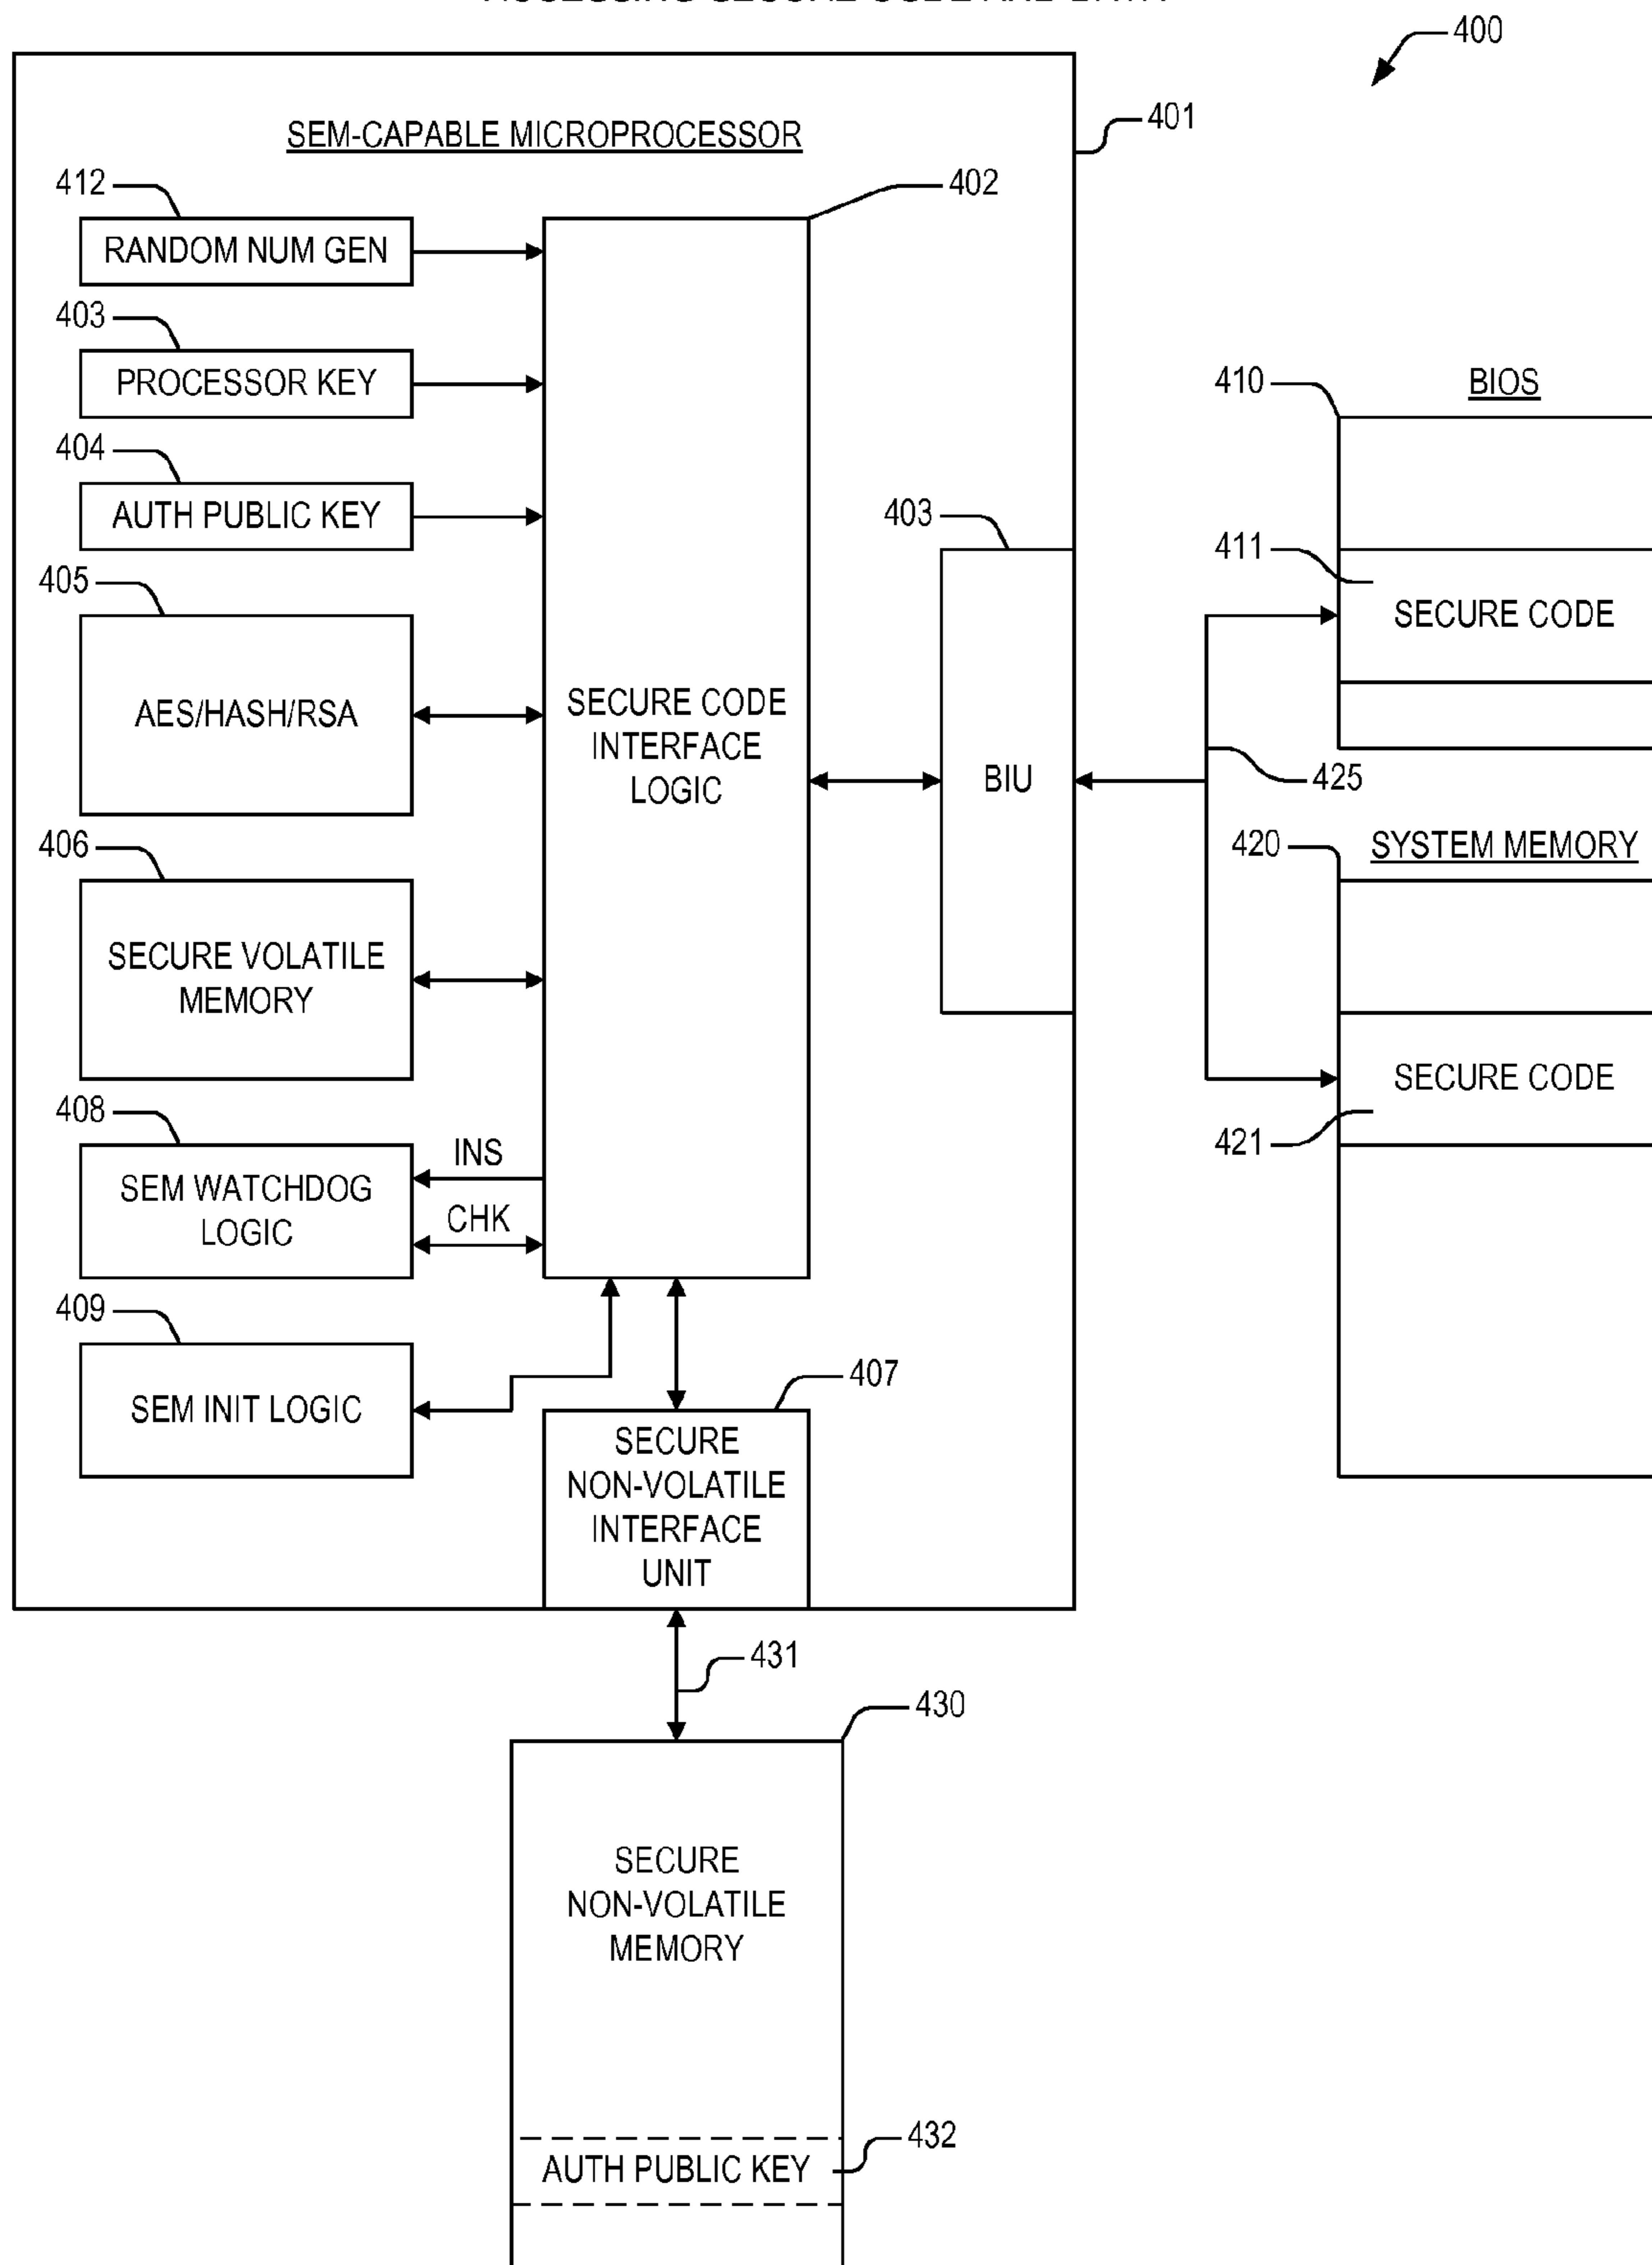 400
SEM-CAPABLE MICROPROCESSOR
401
412
402
RANDOM NUM GEN
403
PROCESSOR KEY
404
AUTH PUBLIC KEY
405
AES/HASH/RSA
406
SECURE VOLATILE
MEMORY
408
SEM WATCHDOG
LOGIC
INS
CHK
409
SEM INIT LOGIC
SECURE CODE
INTERFACE
LOGIC
403
BIU
407
SECURE
NON-VOLATILE
INTERFACE
UNIT
410
BIOS
411
SECURE CODE
425
420
SYSTEM MEMORY
SECURE CODE
421
431
430
SECURE
NON-VOLATILE
MEMORY
432
AUTH PUBLIC KEY